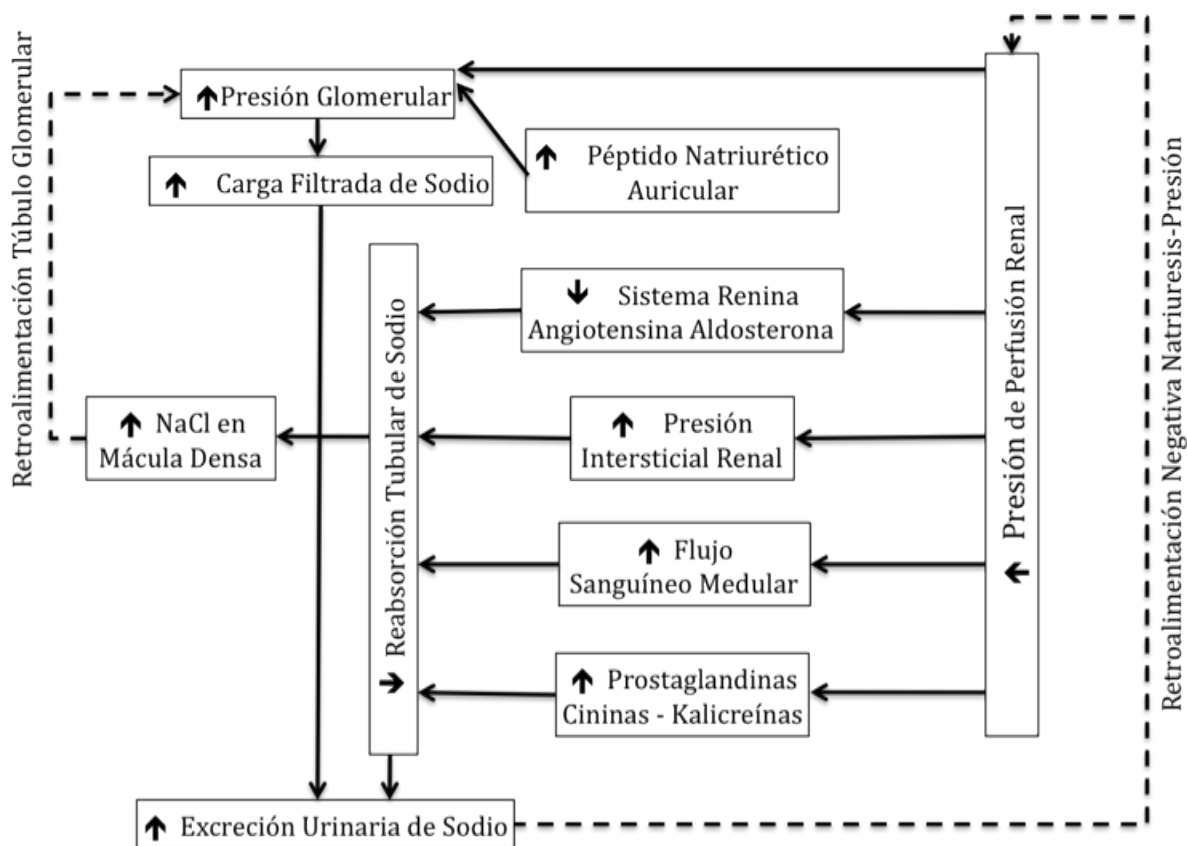 Retroalimentación Túbulo Glomerular
Presión Glomerular
Péptido Natriurético
Auricular
Carga Filtrada de Sodio
Sistema Renina
Angiotensina Aldosterona
NaCl en
Mácula Densa
Reabsorción Tubular de Sodio
Presión
Intersticial Renal
Flujo
Sanguíneo Medular
Prostaglandinas
Cininas - Kalicreínas
Excreción Urinaria de Sodio
Presión de Perfusión Renal
Retroalimentación Negativa Natriuresis-Presión